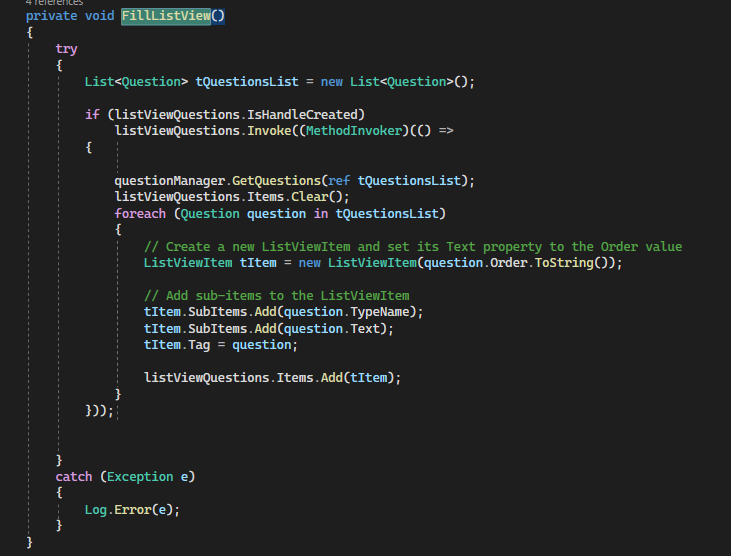 4 references
private void FillListView()
{
try
{
List<Question> tQuestionsList = new List<Question>();
if (listViewQuestions.IsHandleCreated)
listViewQuestions.Invoke((MethodInvoker)(() =>
{
questionManager.GetQuestions(ref tQuestionsList);
listViewQuestions.Items.Clear();
foreach (Question question in tQuestionsList)
{
// Create a new ListViewItem and set its Text property to the Order value
ListViewItem tItem = new ListViewItem(question.Order.ToString());
// Add sub-items to the ListViewItem
tItem.SubItems.Add(question.TypeName);
tItem.SubItems.Add(question.Text);
tItem.Tag = question;
listViewQuestions.Items.Add(tItem);
}
}));
}
catch (Exception e)
{
Log.Error(e);
}
}